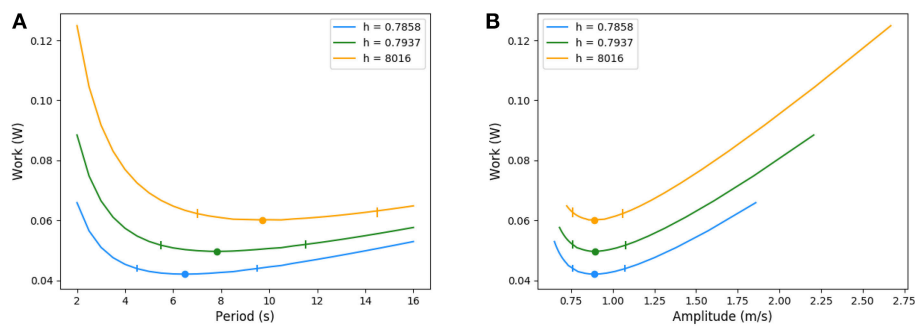 A
B
h = 0.7858
h = 0.7937
h = 8016
h = 0.7858
h = 0.7937
h = 8016
0.12
0.10
0.08
0.06
0.04
Work (W)
2 4 6 8 10 12 14 16
Period (s)
0.12
0.10
0.08
0.06
0.04
Work (W)
0.75 1.00 1.25 1.50 1.75 2.00 2.25 2.50 2.75
Amplitude (m/s)